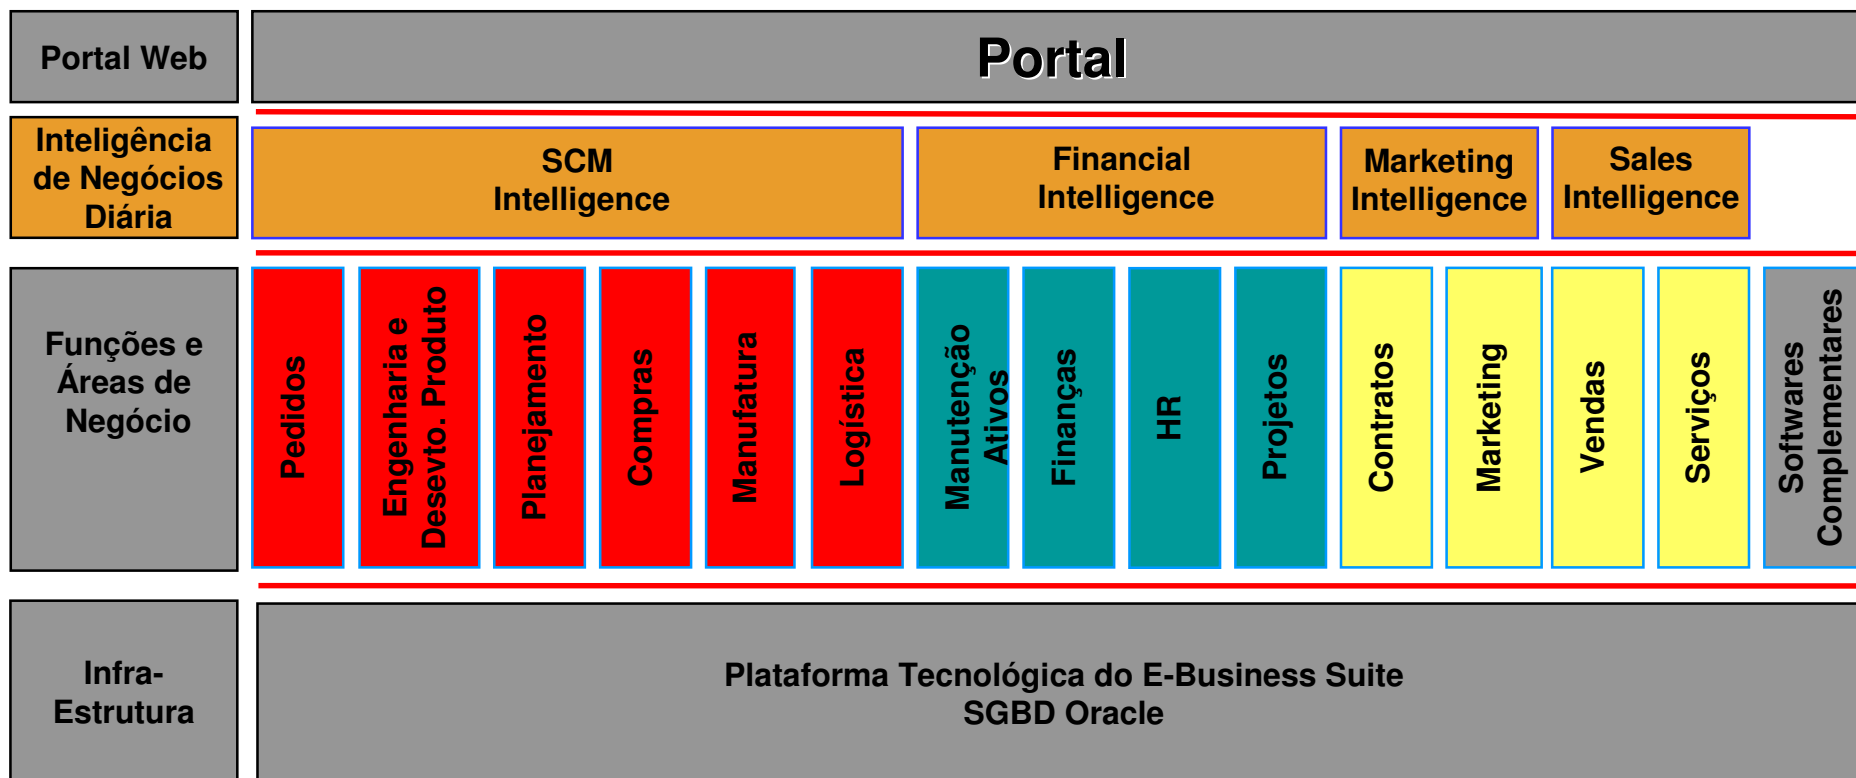 Portal Web
Portal
Inteligência
de Negócios
Diária
SCM
Intelligence
Financial
Intelligence
Marketing
Intelligence
Sales
Intelligence
Funções e
Áreas de
Negócio
Pedidos
Engenharia e
Desevto. Produto
Planejamento
Compras
Manufatura
Logística
Manutenção
Ativos
Finanças
HR
Projetos
Contratos
Marketing
Vendas
Serviços
Softwares
Complementares
Infra-
Estrutura
Plataforma Tecnológica do E-Business Suite
SGBD Oracle